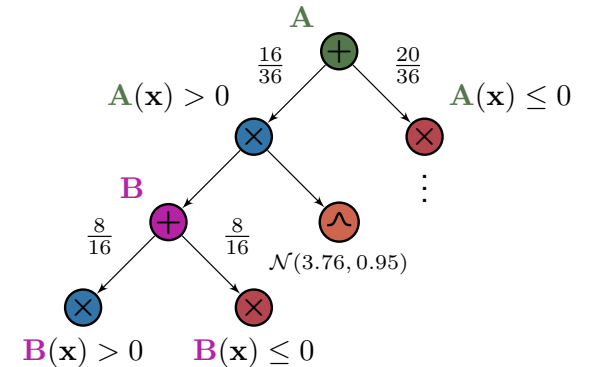 A
+
16/36
20/36
A(x) > 0
A(x) ≤ 0
×
×
⋮
B
+
8/16
8/16
N(3.76, 0.95)
×
×
B(x) > 0
B(x) ≤ 0